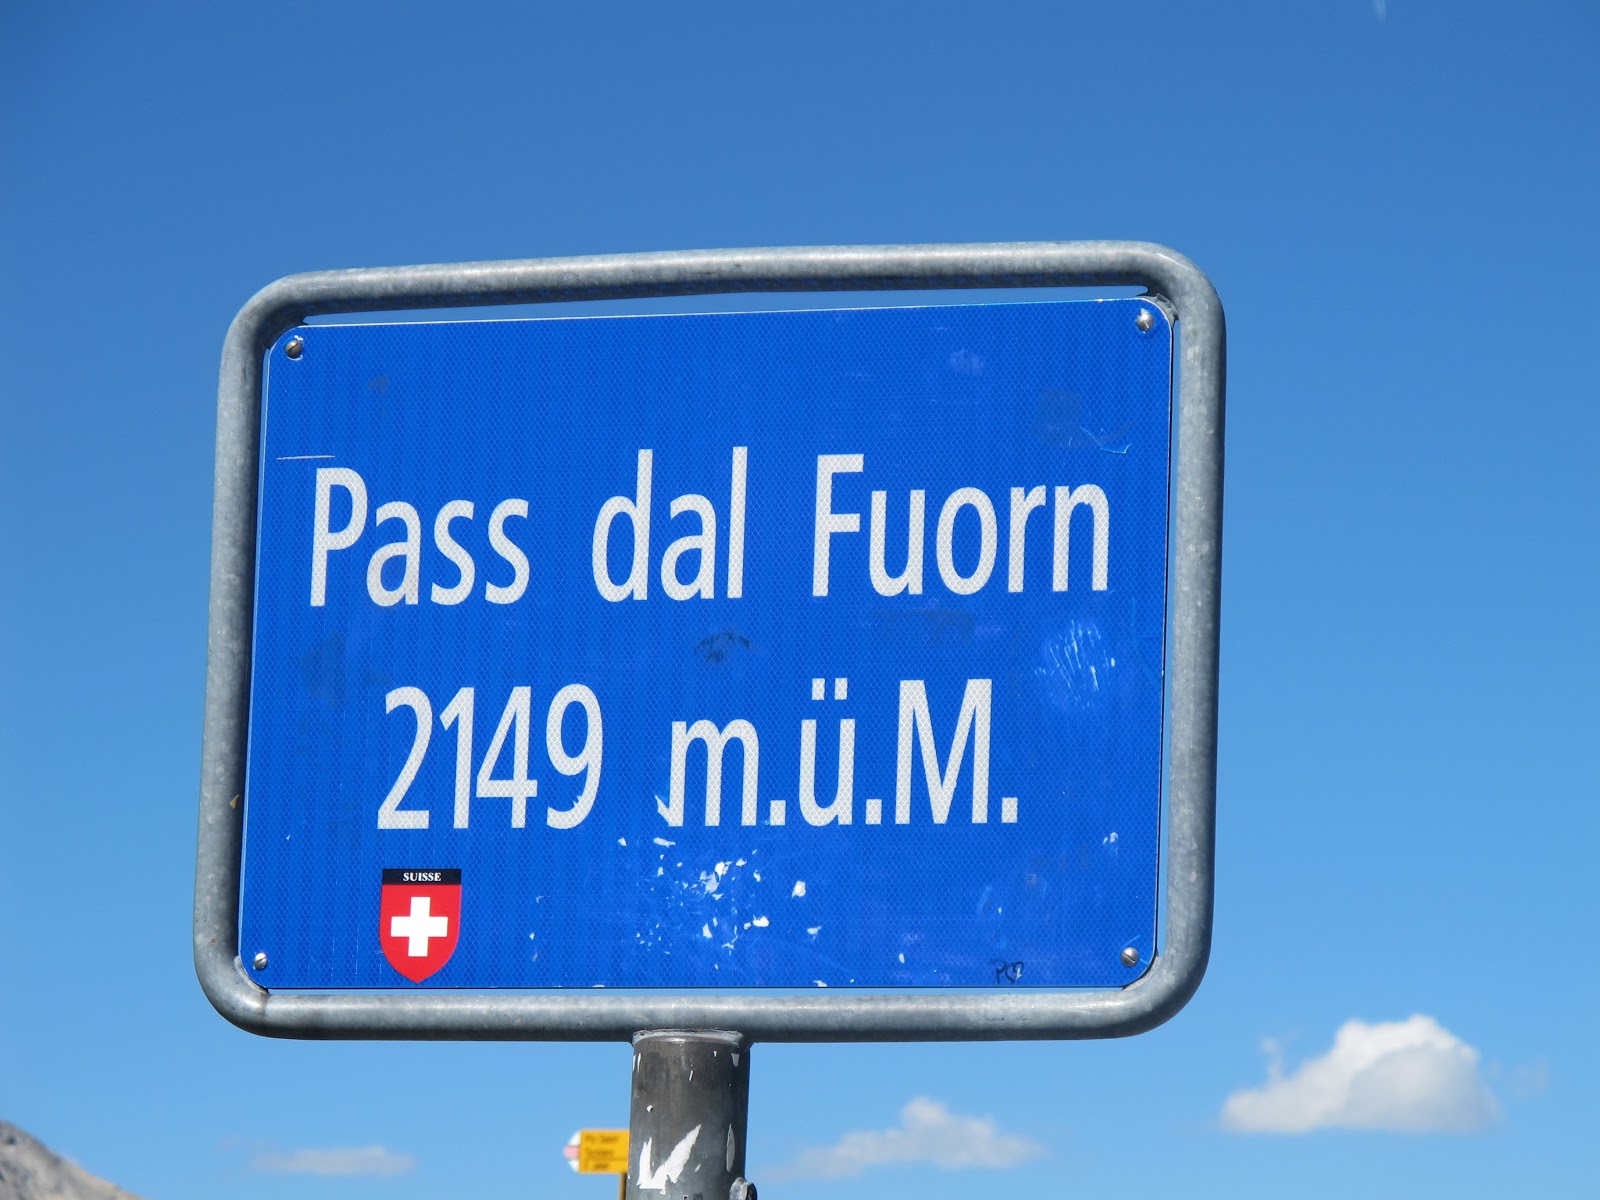 Pass dal Fuorn
2149 m.ü.M.
SUISSE